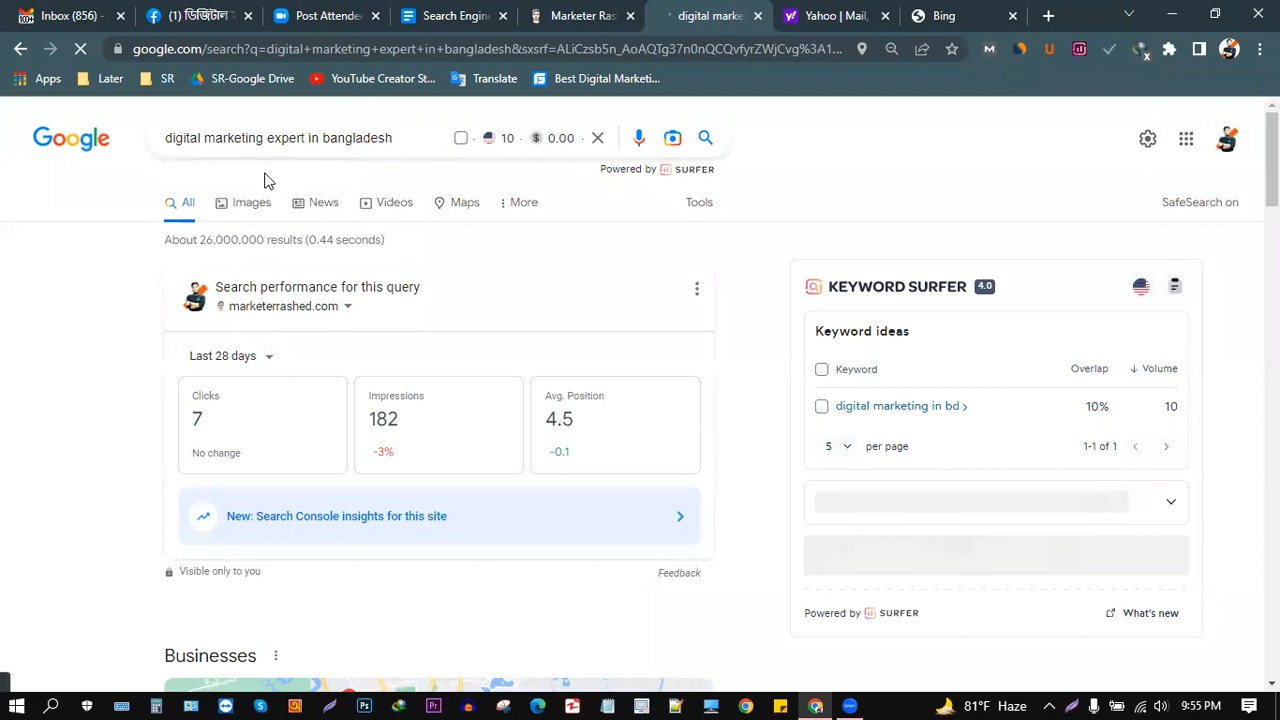 Inbox (856) -
(1) ডিজিটাল
Post Attende
Search Engin
Marketer Ras
digital marke
Yahoo | Mail,
Bing
google.com/search?q=digital+marketing+expert+in+bangladesh&sxsrf=ALiCzsb5n_AoAQTg37n0nQCQvfyrZWjCvg%3A1...
Apps
Later
SR
SR-Google Drive
YouTube Creator St...
Translate
Best Digital Marketi...
Google
digital marketing expert in bangladesh
10 · $ 0.00 ·
Powered by SURFER
All
Images
News
Videos
Maps
More
Tools
SafeSearch on
About 26,000,000 results (0.44 seconds)
Search performance for this query
marketerrashed.com
Last 28 days
Clicks
7
No change
Impressions
182
-3%
Avg. Position
4.5
-0.1
New: Search Console insights for this site
Visible only to you
Feedback
Businesses
KEYWORD SURFER 4.0
Keyword ideas
Keyword
Overlap
Volume
digital marketing in bd
10%
10
5
per page
1-1 of 1
Powered by SURFER
What's new
81°F Haze
9:55 PM